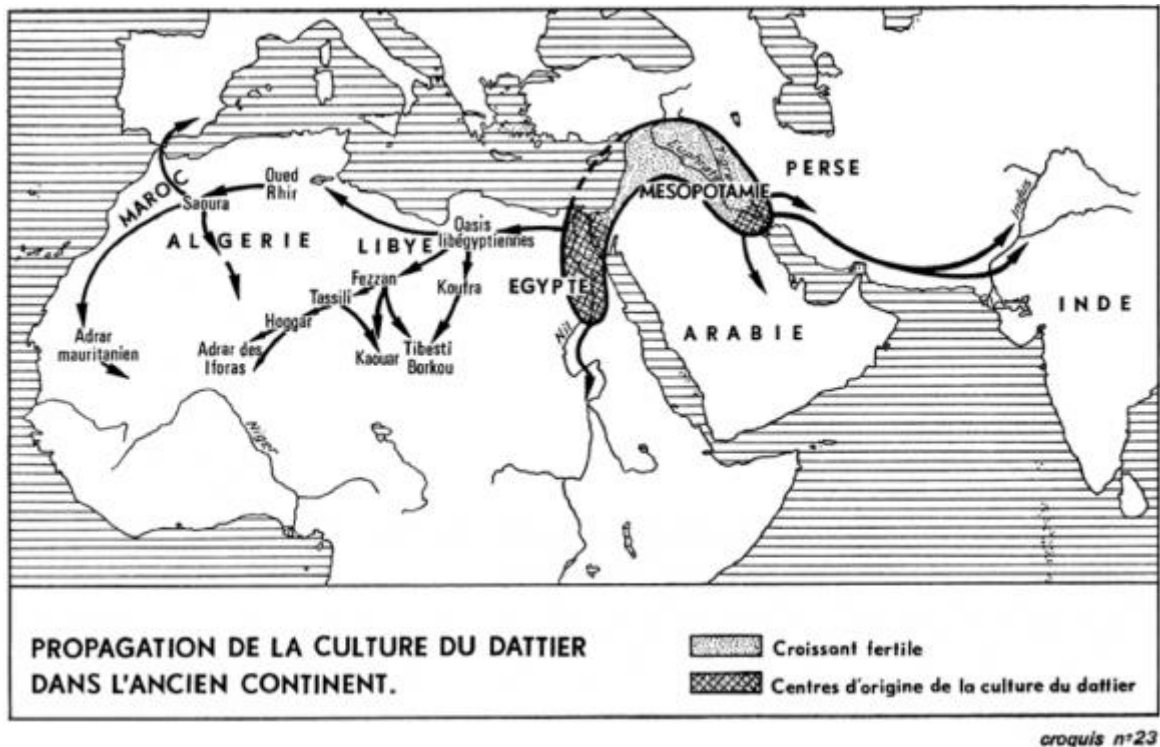 PERSE
Euphrate
MESOPOTAMIE
Indus
MAROC
Oued
Rhir
Saoura
ALGERIE
LIBYE
Oasis
libégyptiennes
EGYPTE
Fezzan
Koufra
Tassili
Hoggar
Nil
ARABIE
INDE
Adrar
mauritanien
Adrar des
Iforas
Kaouar
Tibesti
Borkou
Niger
PROPAGATION DE LA CULTURE DU DATTIER
DANS L'ANCIEN CONTINENT.
Croissant fertile
Centres d'origine de la culture du dattier
croquis n°23